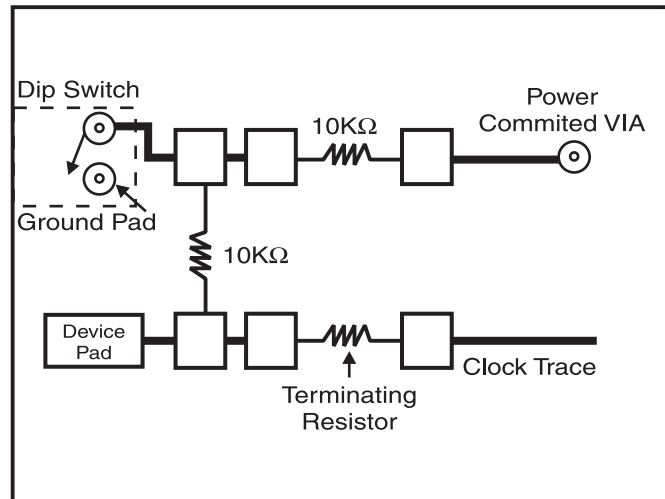 Dip Switch
Power
Commited VIA
10KΩ
Ground Pad
10KΩ
Device
Pad
Clock Trace
Terminating
Resistor